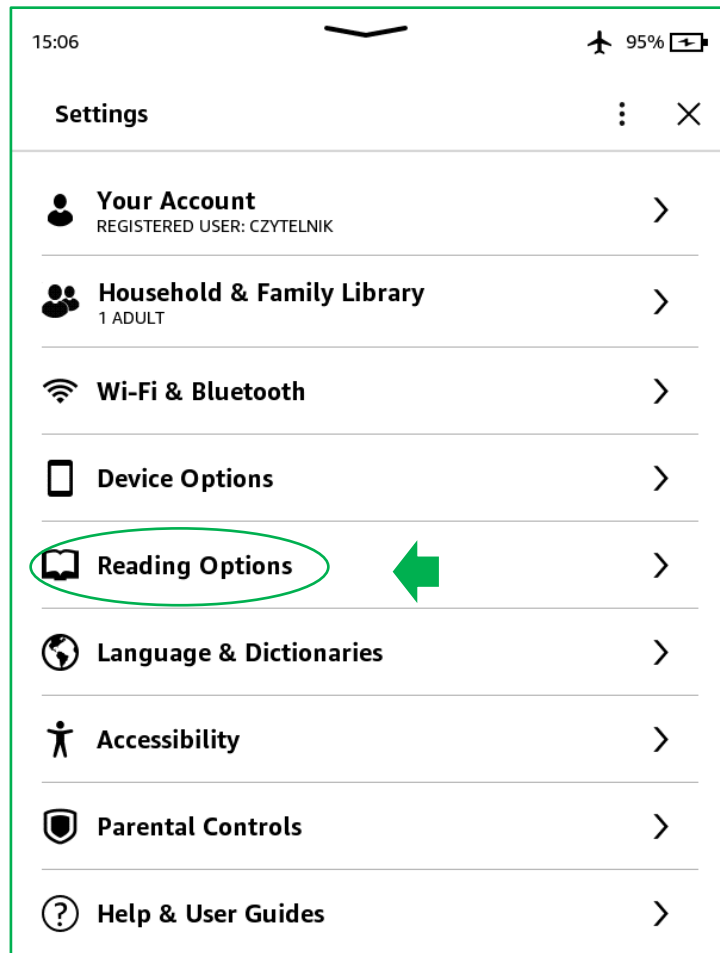 15:06 95%
Settings
Your Account
REGISTERED USER: CZYTELNIK
Household & Family Library
1 ADULT
Wi-Fi & Bluetooth
Device Options
Reading Options
Language & Dictionaries
Accessibility
Parental Controls
Help & User Guides